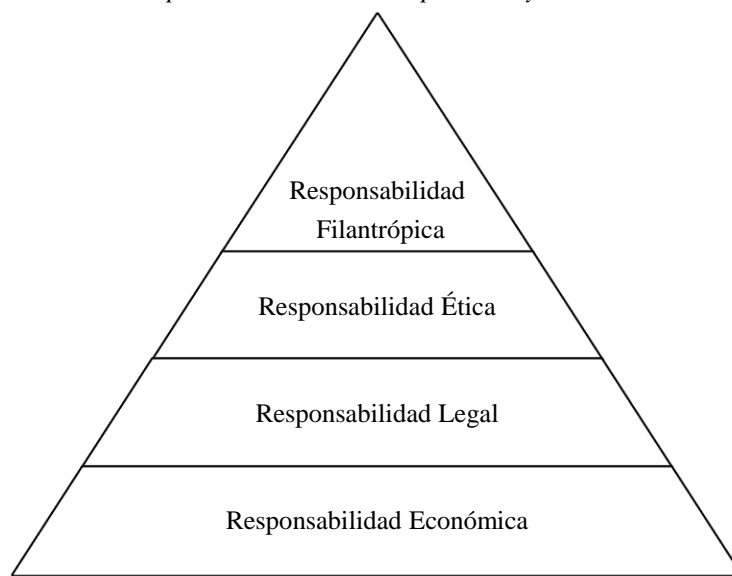 Responsabilidad
Filantrópica
Responsabilidad Ética
Responsabilidad Legal
Responsabilidad Económica